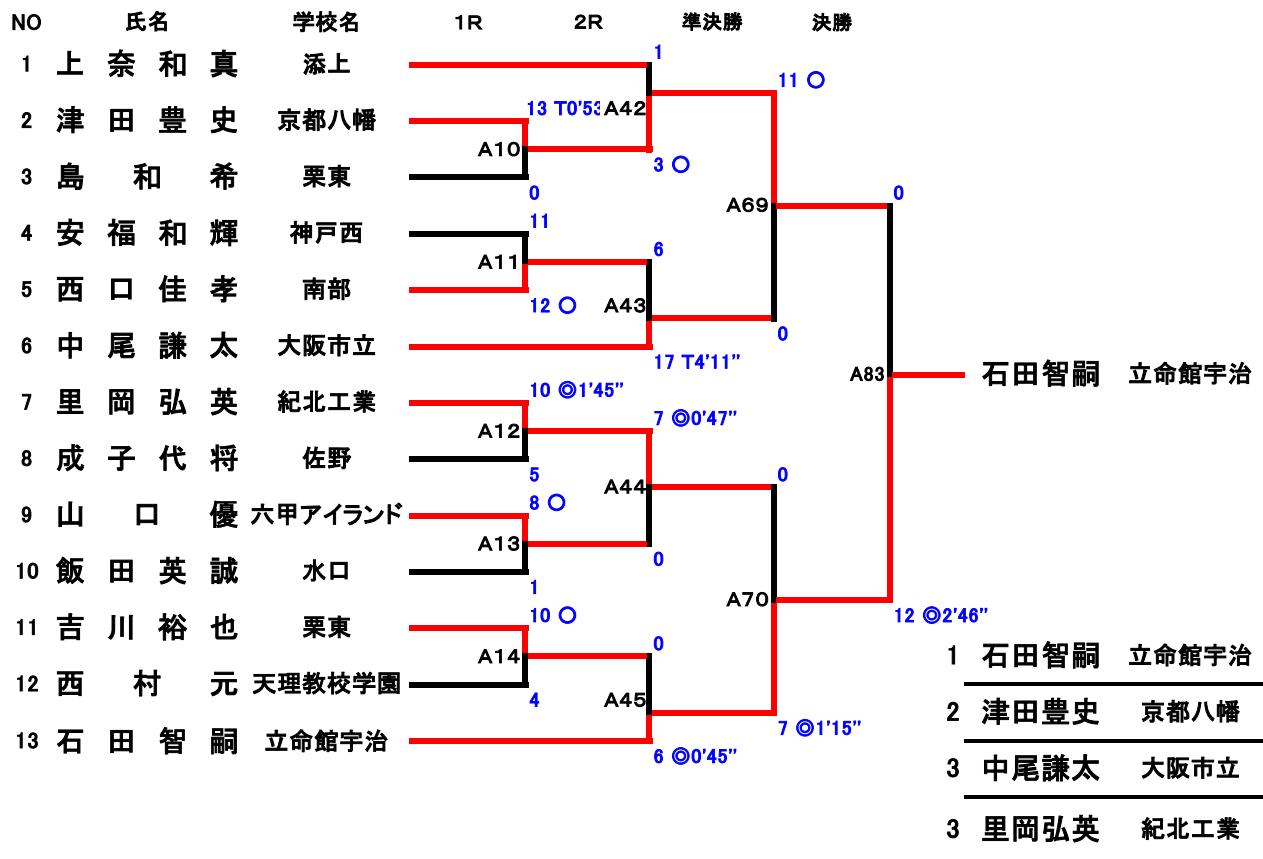 NO 氏名 学校名 1R 2R 準決勝 決勝
1 上奈和真 添上
1
11 ○
13 T0'53 A42
2 津田豊史 京都八幡
A10
3 ○
3 島和希 栗東
0
A69
0
11
4 安福和輝 神戸西
6
A11
5 西口佳孝 南部
12 ○
A43
0
6 中尾謙太 大阪市立
17 T4'11”
A83
石田智嗣 立命館宇治
10 ◎1'45”
7 里岡弘英 紀北工業
7 ◎0'47”
A12
8 成子代将 佐野
5
A44
0
8 ○
9 山口優 六甲アイランド
A13
0
10 飯田英誠 水口
1
A70
10 ○
12 ◎2'46”
11 吉川裕也 栗東
0
A14
12 西村元 天理教校学園
4
A45
7 ◎1'15”
13 石田智嗣 立命館宇治
6 ◎0'45”
1 石田智嗣 立命館宇治
2 津田豊史 京都八幡
3 中尾謙太 大阪市立
3 里岡弘英 紀北工業